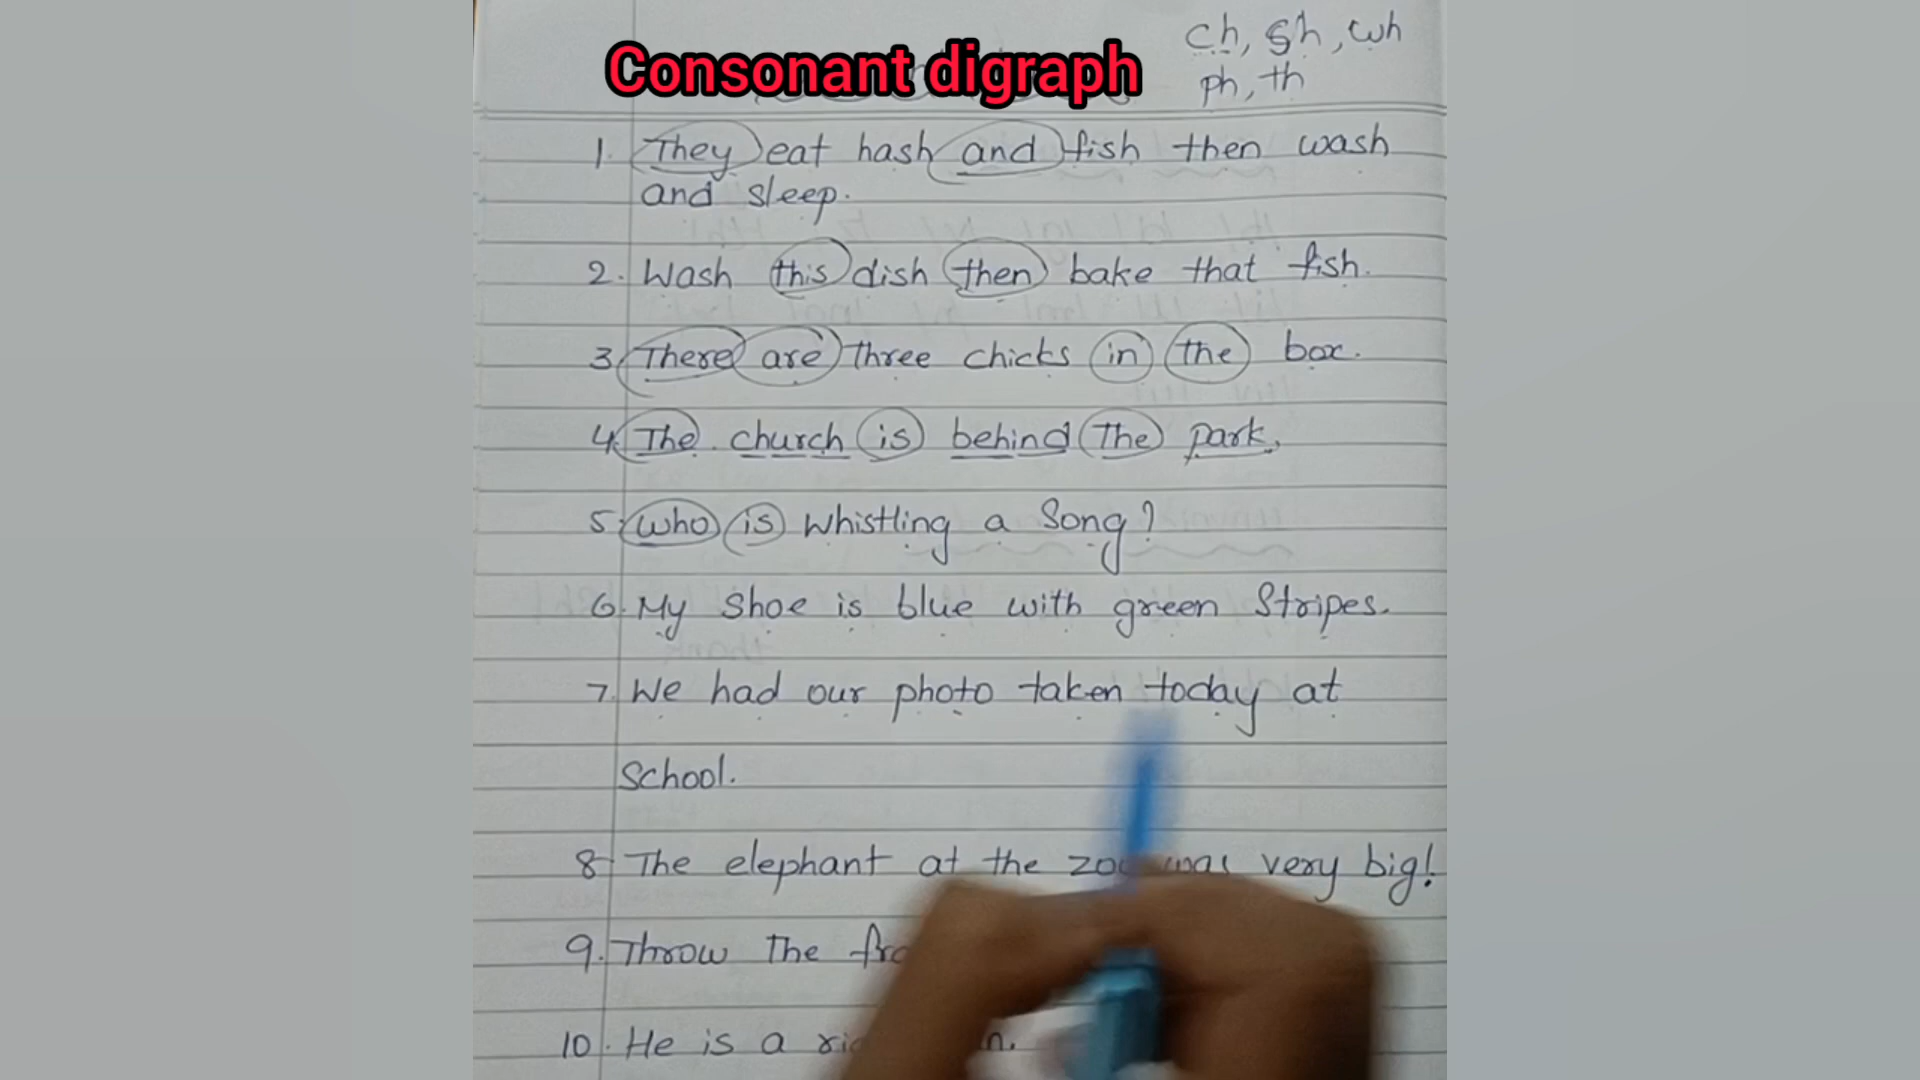 Consonant digraph
ch, sh, wh
ph, th
1. They eat hash and fish then wash
and sleep.
2. Wash this dish then bake that fish.
3. There are three chicks in the box.
4. The church is behind the park.
5. who is whistling a song?
6. My shoe is blue with green stripes.
7. We had our photo taken today at
School.
8. The elephant at the zoo was very big!
9. Throw the
10. He is a